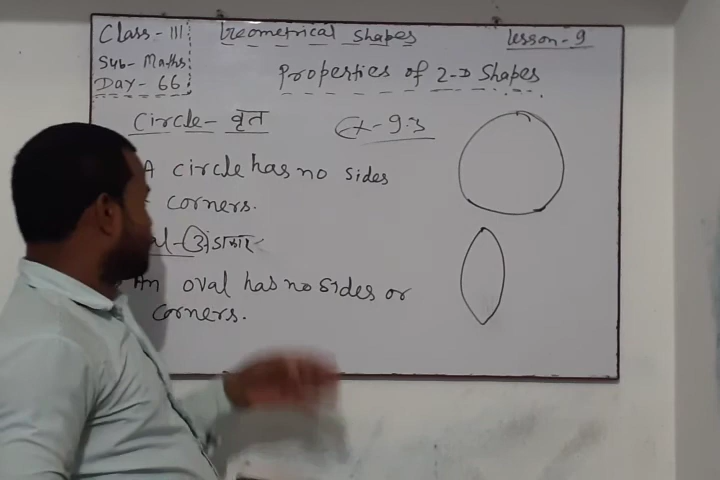 Class-III
Geometrical Shapes
Lesson-9
Sub- Maths
Day- 66
Properties of 2-D Shapes
Circle- वृत
Ex-9.3
A circle has no sides
corners.
अंडाकार
An oval has no sides or
corners.